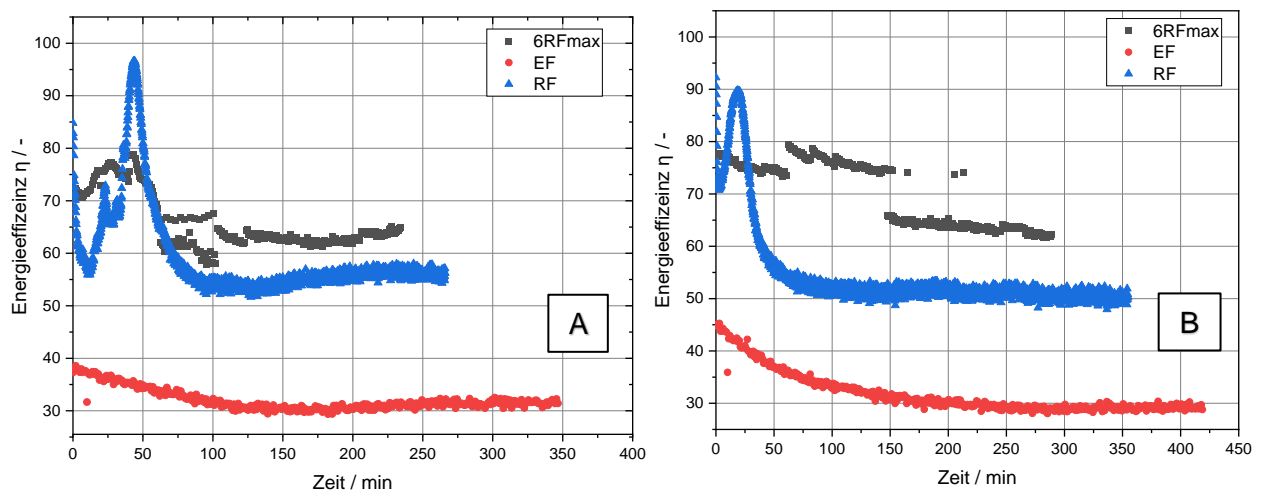 100
90
80
70
60
50
40
30
Energieeffizeinz η / -
6RFmax
EF
RF
A
0 50 100 150 200 250 300 350 400
Zeit / min
100
90
80
70
60
50
40
30
Energieeffizeinz η / -
6RFmax
EF
RF
B
0 50 100 150 200 250 300 350 400 450
Zeit / min